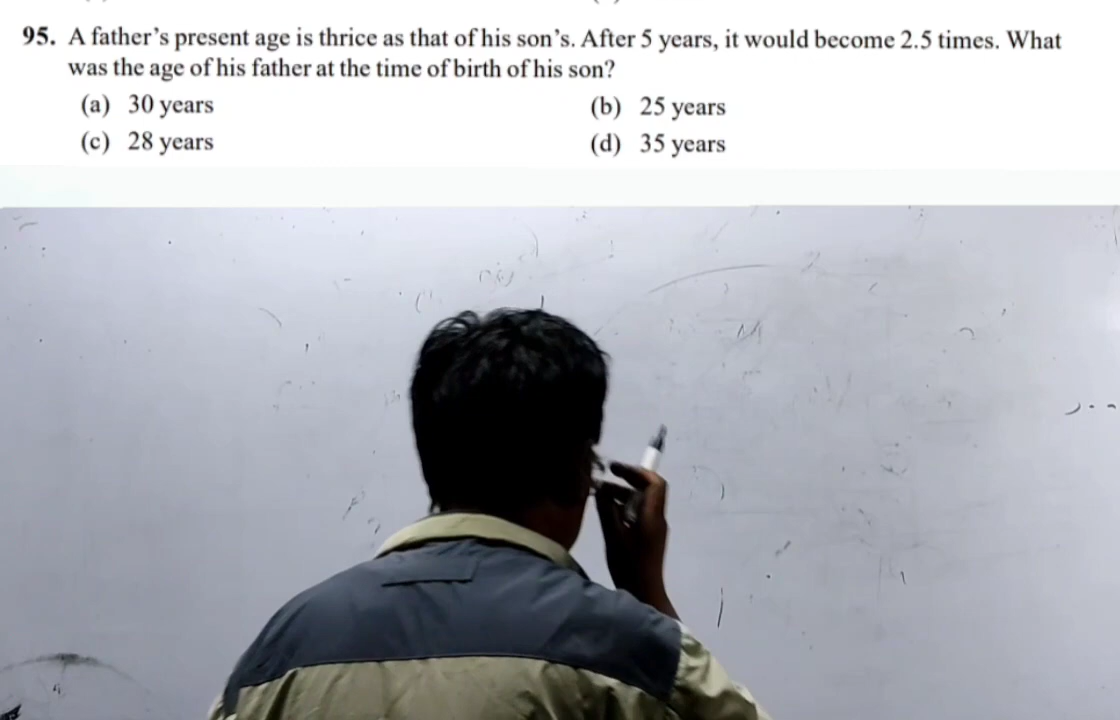 95. A father's present age is thrice as that of his son's. After 5 years, it would become 2.5 times. What
was the age of his father at the time of birth of his son?
(a) 30 years
(b) 25 years
(c) 28 years
(d) 35 years